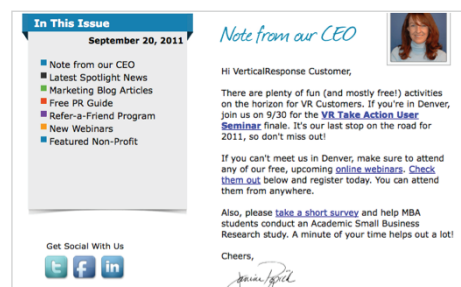 In This Issue
September 20, 2011
Note from our CEO
Latest Spotlight News
Marketing Blog Articles
Free PR Guide
Refer-a-Friend Program
New Webinars
Featured Non-Profit
Get Social With Us
Note from our CEO
Hi VerticalResponse Customer,
There are plenty of fun (and mostly free!) activities
on the horizon for VR Customers. If you're in Denver,
join us on 9/30 for the VR Take Action User
Seminar finale. It's our last stop on the road for
2011, so don't miss out!
If you can't meet us in Denver, make sure to attend
any of our free, upcoming online webinars. Check
them out below and register today. You can attend
them from anywhere.
Also, please take a short survey and help MBA
students conduct an Academic Small Business
Research study. A minute of your time helps out a lot!
Cheers,